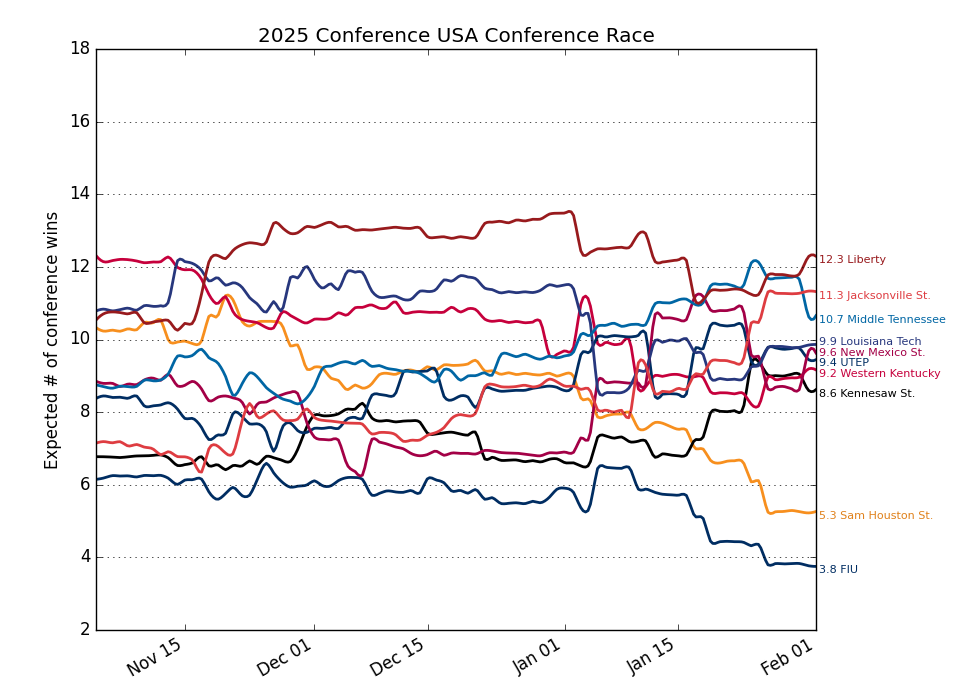 2025 Conference USA Conference Race
Expected # of conference wins
18
16
14
12
10
8
6
4
2
Nov 15
Dec 01
Dec 15
Jan 01
Jan 15
Feb 01
12.3 Liberty
11.3 Jacksonville St.
10.7 Middle Tennessee
9.9 Louisiana Tech
9.6 New Mexico St.
9.4 UTEP
9.2 Western Kentucky
8.6 Kennesaw St.
5.3 Sam Houston St.
3.8 FIU